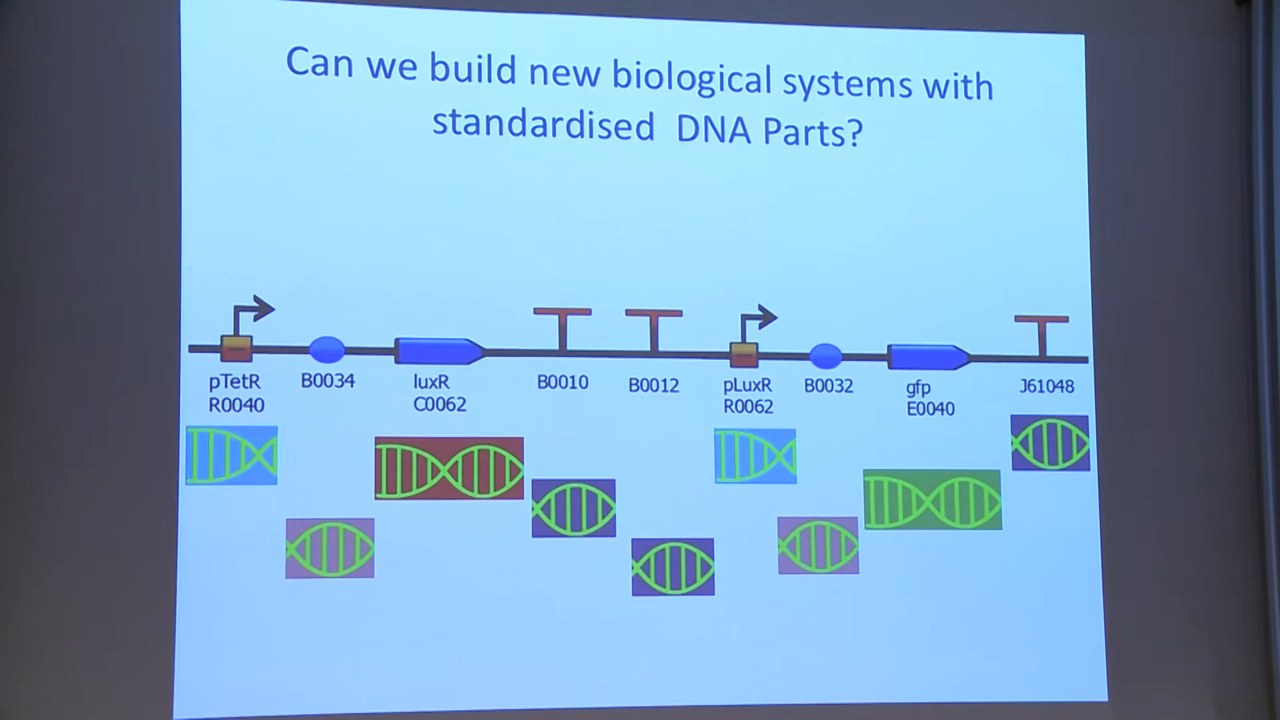 Can we build new biological systems with
standardised DNA Parts?
pTetR
R0040
B0034
luxR
C0062
B0010
B0012
pLuxR
R0062
B0032
gfp
E0040
J61048